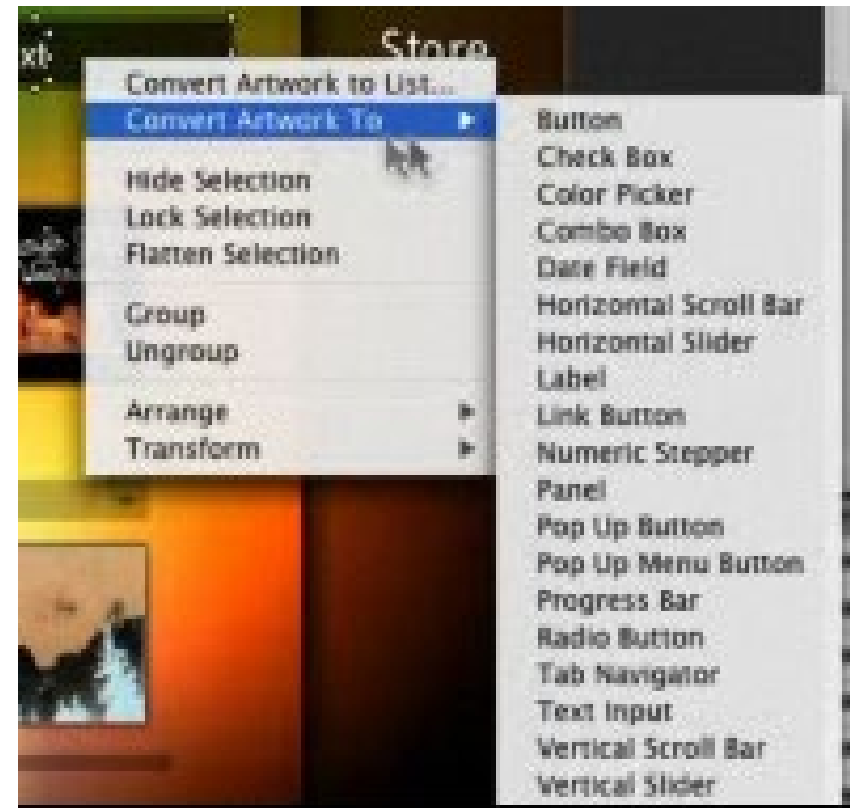 xt
Store
Convert Artwork to List...
Convert Artwork To
Hide Selection
Lock Selection
Flatten Selection
Group
Ungroup
Arrange
Transform
Button
Check Box
Color Picker
Combo Box
Date Field
Horizontal Scroll Bar
Horizontal Slider
Label
Link Button
Numeric Stepper
Panel
Pop Up Button
Pop Up Menu Button
Progress Bar
Radio Button
Tab Navigator
Text Input
Vertical Scroll Bar
Vertical Slider